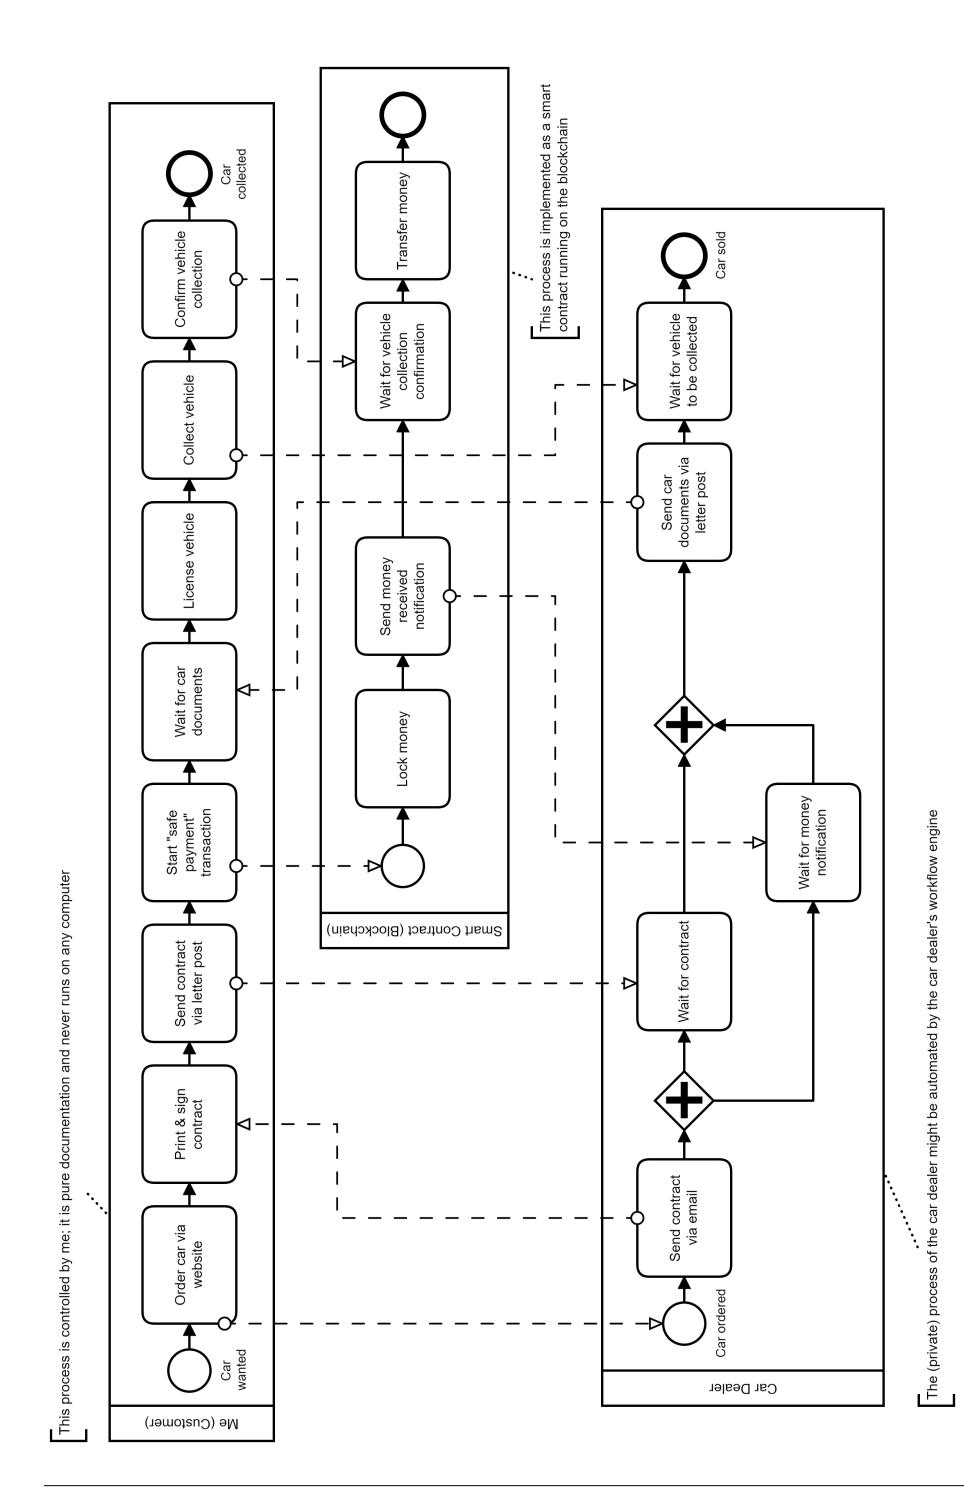 This process is controlled by me; it is pure documentation and never runs on any computer
Me (Customer)
Car
wanted
Order car via
website
Print & sign
contract
Send contract
via letter post
Start "safe
payment"
transaction
Wait for car
documents
License vehicle
Collect vehicle
Confirm vehicle
collection
Car
collected
Smart Contract (Blockchain)
Lock money
Send money
received
notification
Wait for vehicle
collection
confirmation
Transfer money
This process is implemented as a smart
contract running on the blockchain
Car Dealer
Car ordered
Send contract
via email
Wait for contract
Wait for money
notification
Send car
documents via
letter post
Wait for vehicle
to be collected
Car sold
The (private) process of the car dealer might be automated by the car dealer's workflow engine